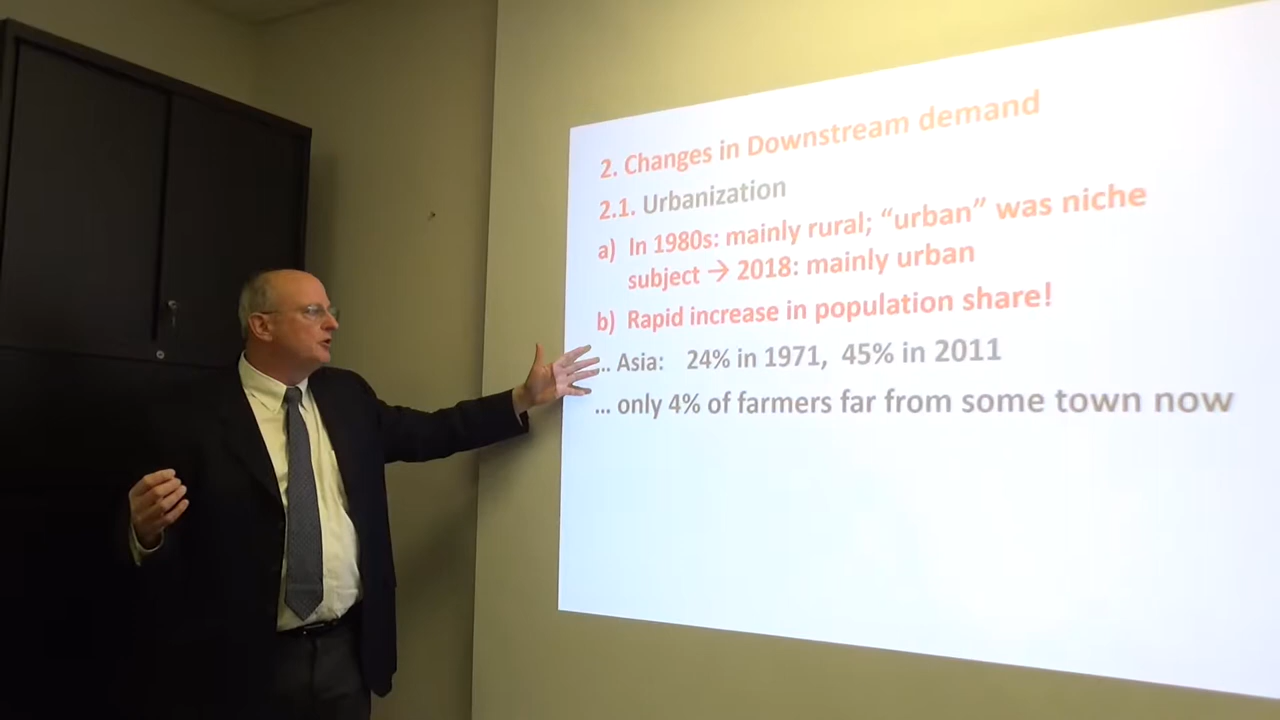 2. Changes in Downstream demand
2.1. Urbanization
a) In 1980s: mainly rural; “urban” was niche
subject → 2018: mainly urban
b) Rapid increase in population share!
... Asia: 24% in 1971, 45% in 2011
... only 4% of farmers far from some town now